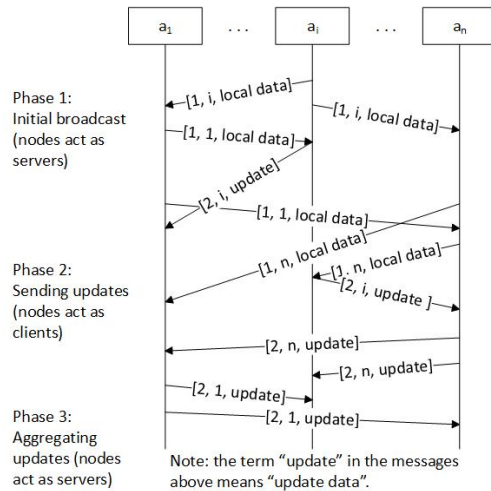 a1 ... ai ... an
[1, i, local data]
Phase 1:
Initial broadcast
(nodes act as
servers)
[1, i, local data]
[1, 1, local data]
[2, i, update]
[1, 1, local data]
[1, n, local data]
[1. n, local data]
Phase 2:
Sending updates
(nodes act as
clients)
[2, i, update ]
[2, n, update]
[2, n, update]
[2, 1, update]
[2, 1, update]
Phase 3:
Aggregating
updates (nodes
act as servers)
Note: the term “update” in the messages
above means “update data”.